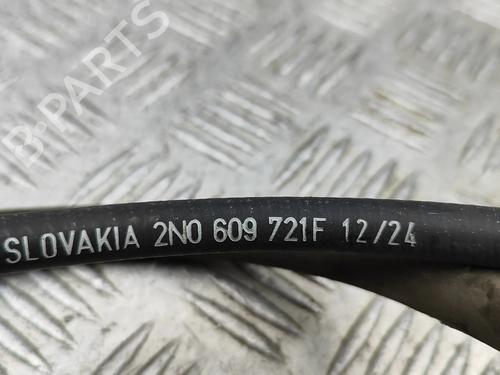 B-PARTS
SLOVAKIA 2N0 609 721F 12/24